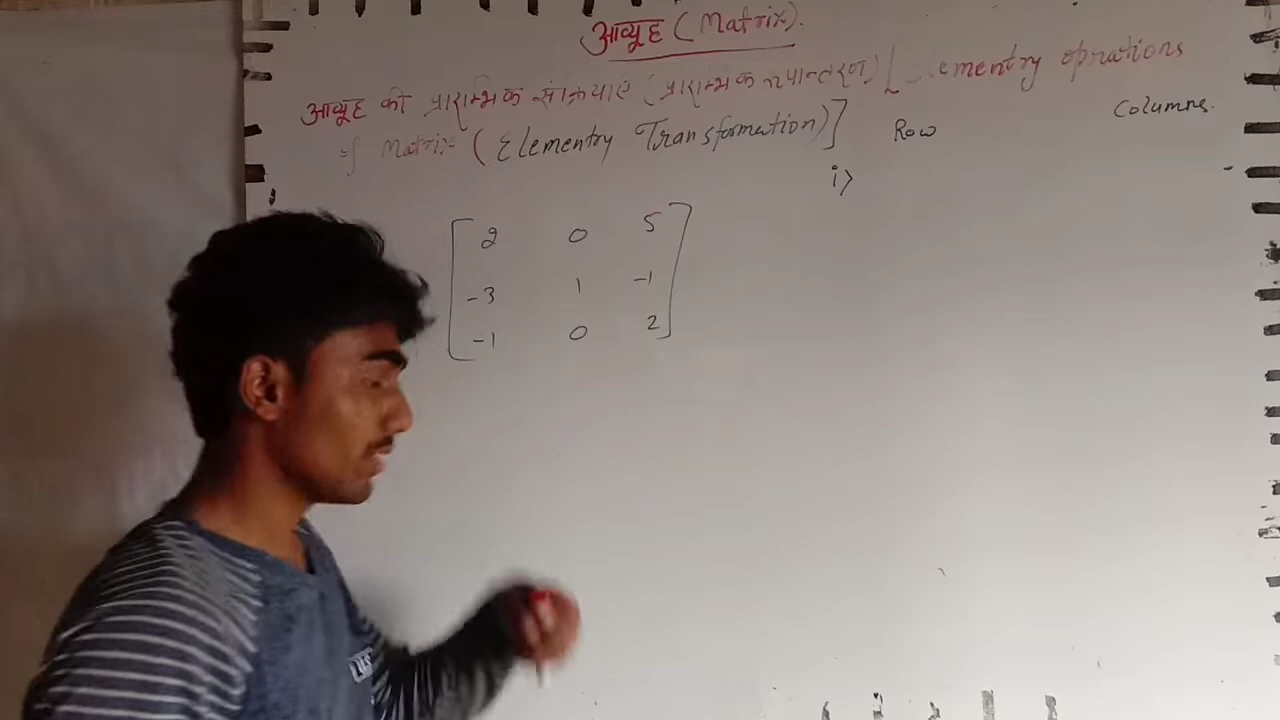 आव्यूह (Matrix).
आव्यूह की प्रारम्भिक संक्रियाएं (प्रारम्भिक रूपान्तरण) [Elementry oprations
of Matrix (Elementry Transformation)] Row Columns.
i>
2 0 5
-3 1 -1
-1 0 2